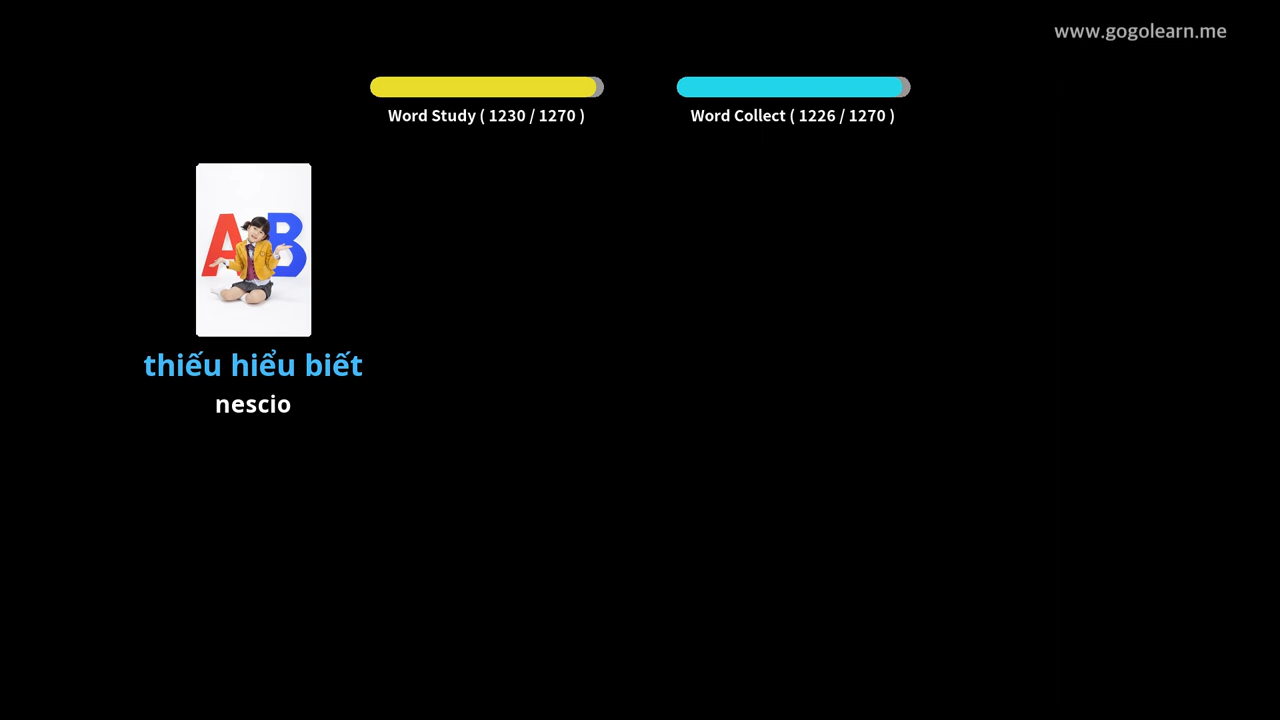 www.gogolearn.me
Word Study ( 1230 / 1270 )
Word Collect ( 1226 / 1270 )
AB
thiếu hiểu biết
nescio